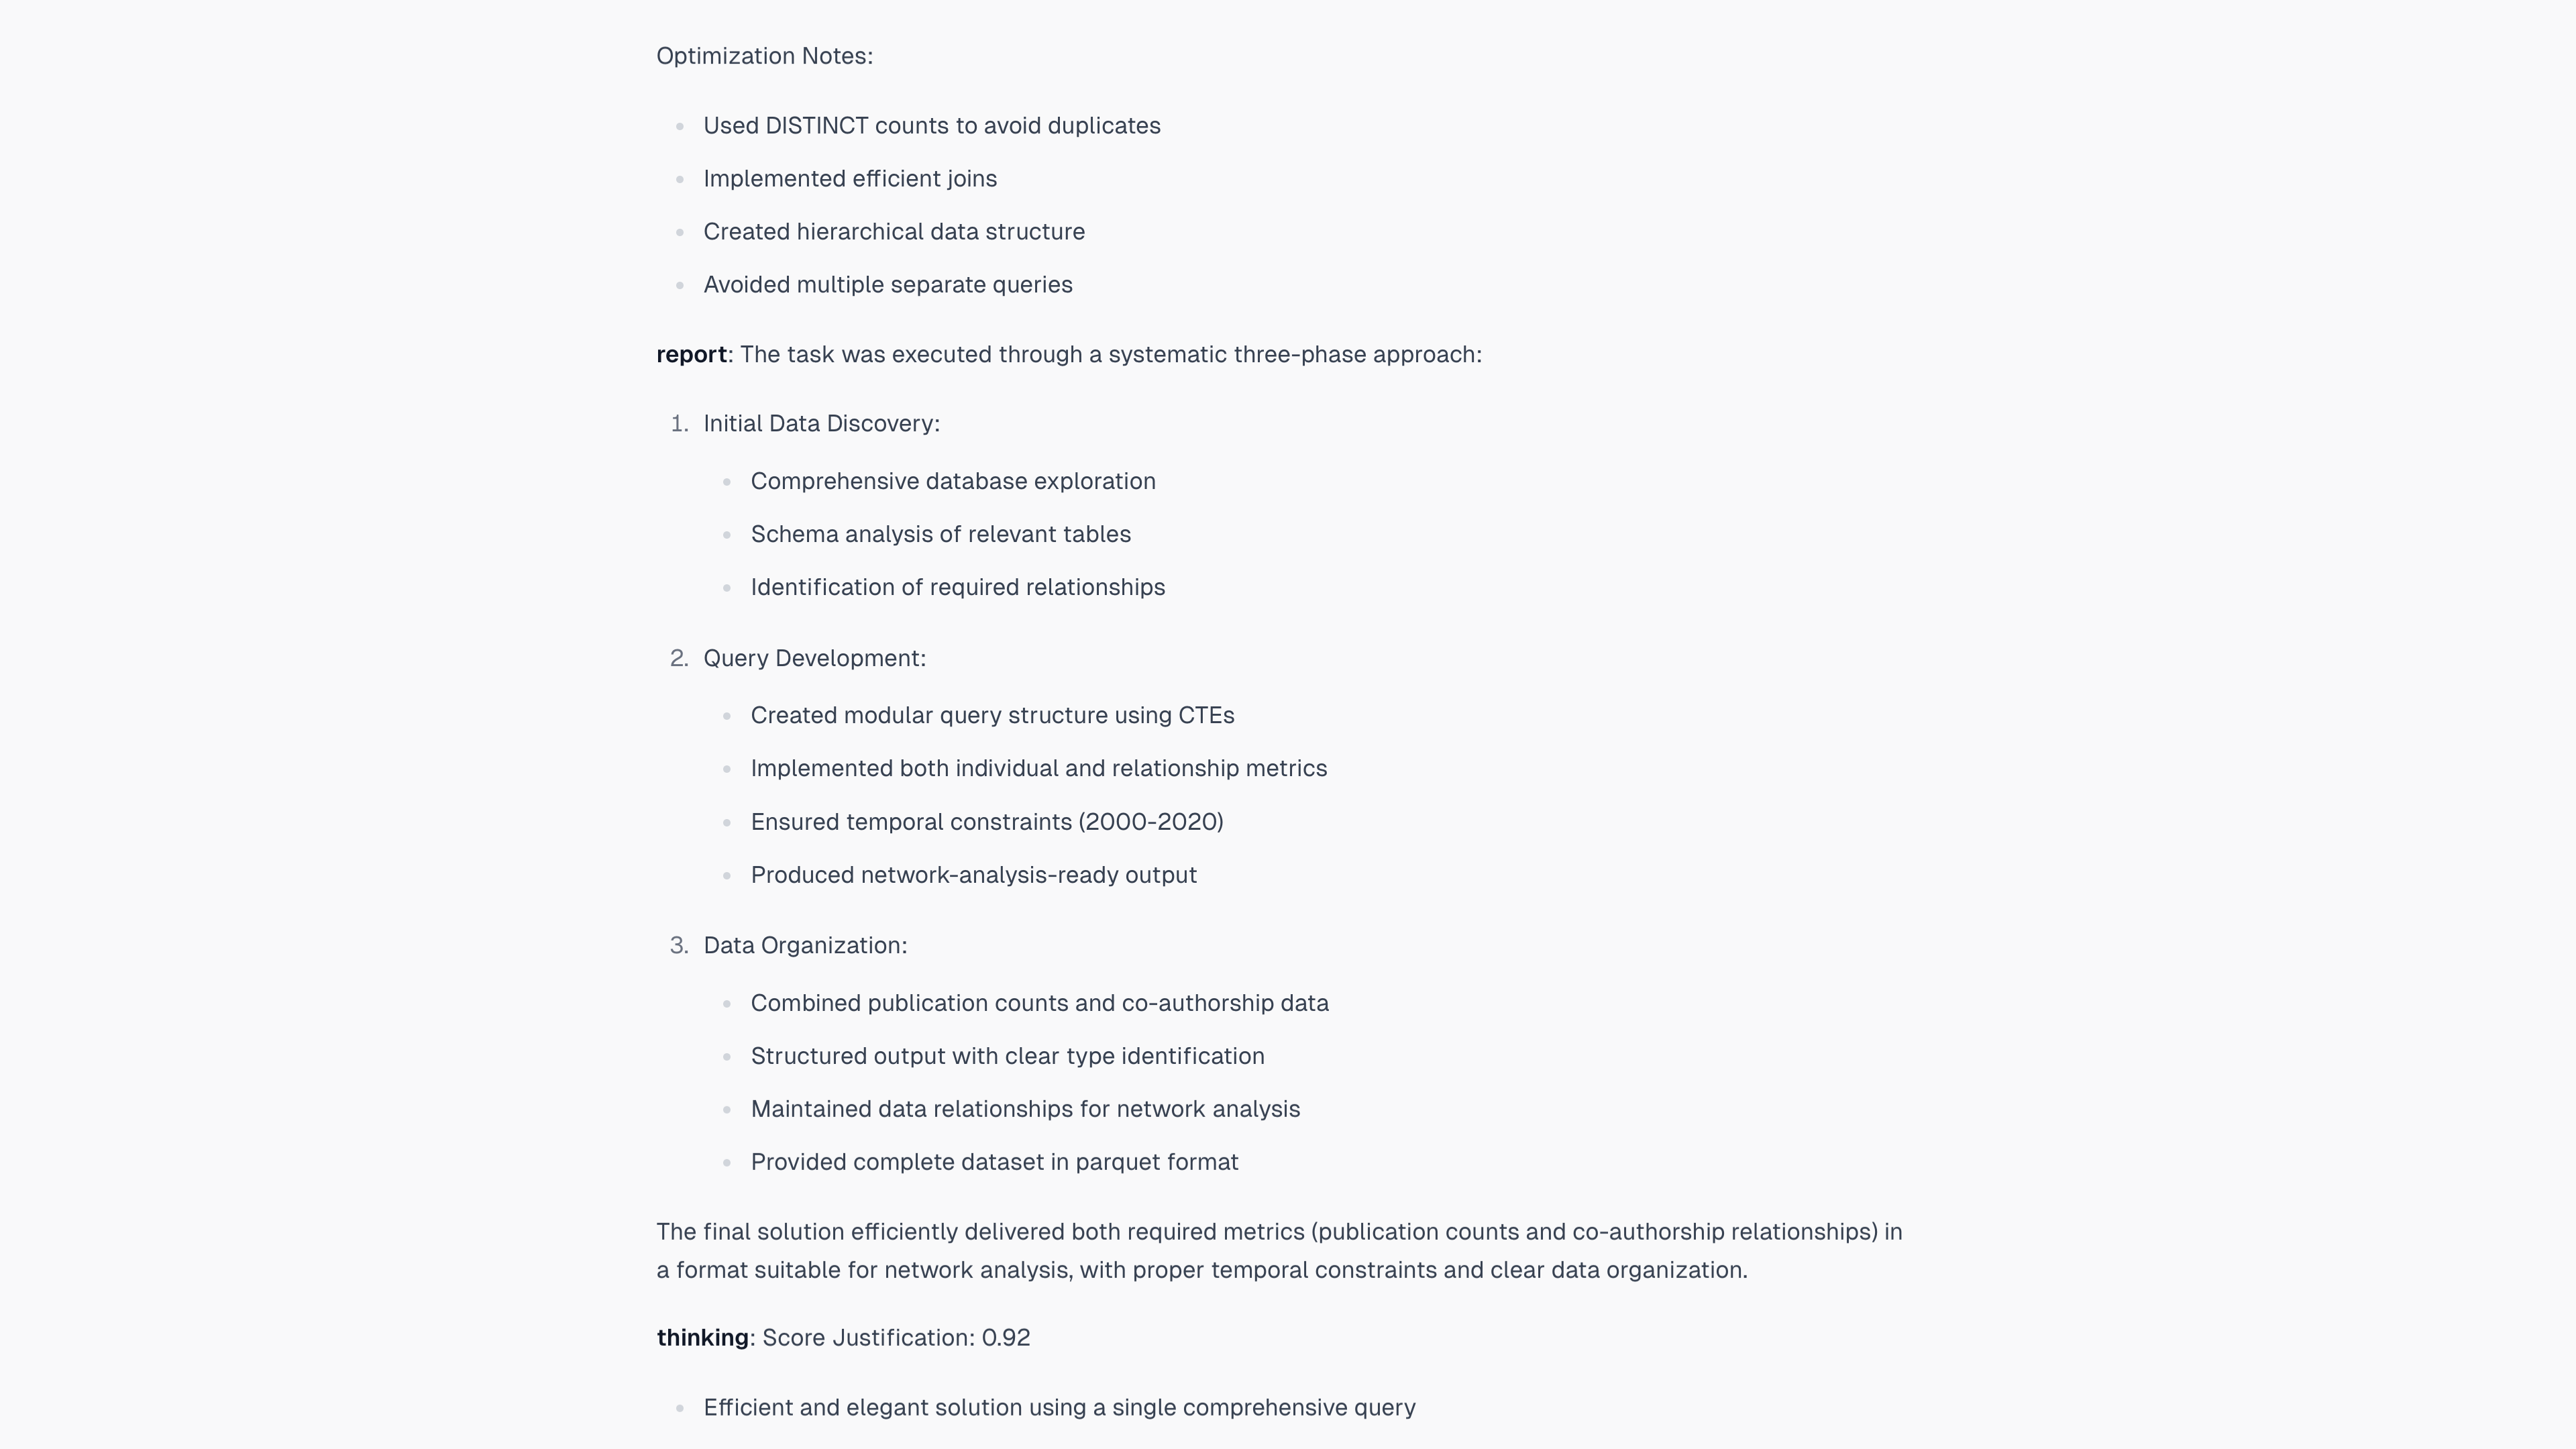 Optimization Notes:
• Used DISTINCT counts to avoid duplicates
• Implemented efficient joins
• Created hierarchical data structure
• Avoided multiple separate queries
report: The task was executed through a systematic three-phase approach:
1. Initial Data Discovery:
• Comprehensive database exploration
• Schema analysis of relevant tables
• Identification of required relationships
2. Query Development:
• Created modular query structure using CTEs
• Implemented both individual and relationship metrics
• Ensured temporal constraints (2000-2020)
• Produced network-analysis-ready output
3. Data Organization:
• Combined publication counts and co-authorship data
• Structured output with clear type identification
• Maintained data relationships for network analysis
• Provided complete dataset in parquet format
The final solution efficiently delivered both required metrics (publication counts and co-authorship relationships) in
a format suitable for network analysis, with proper temporal constraints and clear data organization.
thinking: Score Justification: 0.92
• Efficient and elegant solution using a single comprehensive query